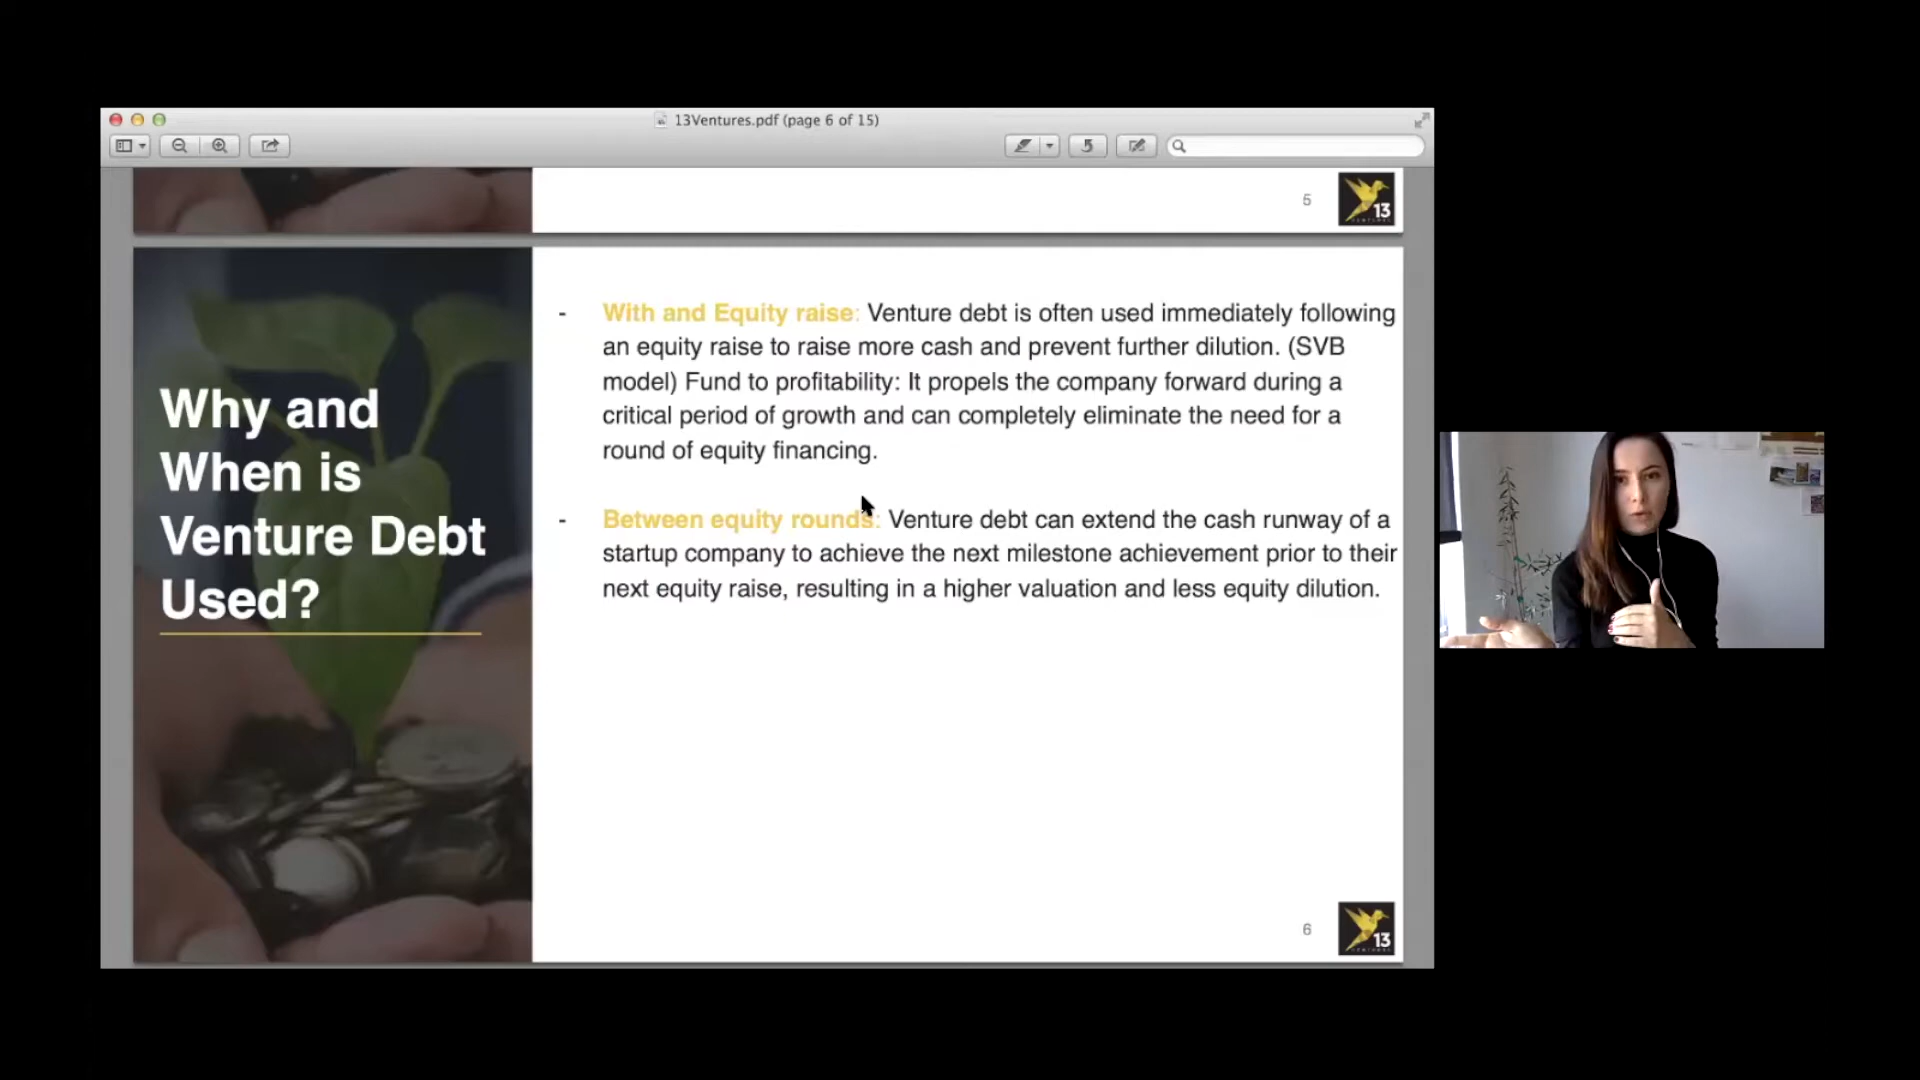 13Ventures.pdf (page 6 of 15)
5
13
Why and
When is
Venture Debt
Used?
- With and Equity raise: Venture debt is often used immediately following
an equity raise to raise more cash and prevent further dilution. (SVB
model) Fund to profitability: It propels the company forward during a
critical period of growth and can completely eliminate the need for a
round of equity financing.
- Between equity rounds: Venture debt can extend the cash runway of a
startup company to achieve the next milestone achievement prior to their
next equity raise, resulting in a higher valuation and less equity dilution.
6
13